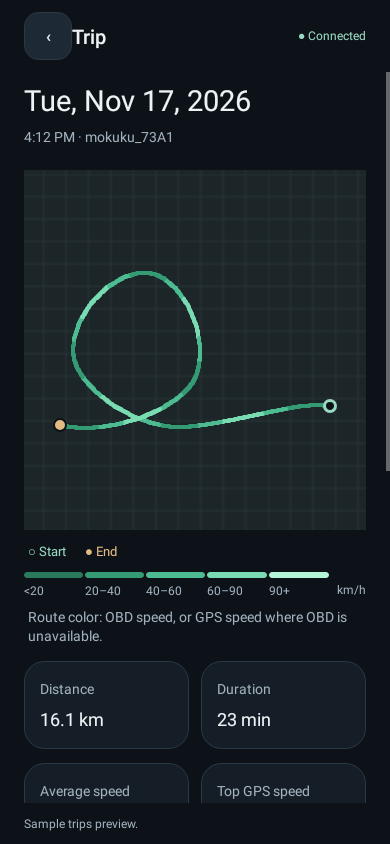 ‹ Trip ● Connected
Tue, Nov 17, 2026
4:12 PM · mokuku_73A1
○ Start ● End
<20 20–40 40–60 60–90 90+ km/h
Route color: OBD speed, or GPS speed where OBD is
unavailable.
Distance Duration
16.1 km 23 min
Average speed Top GPS speed
Sample trips preview.